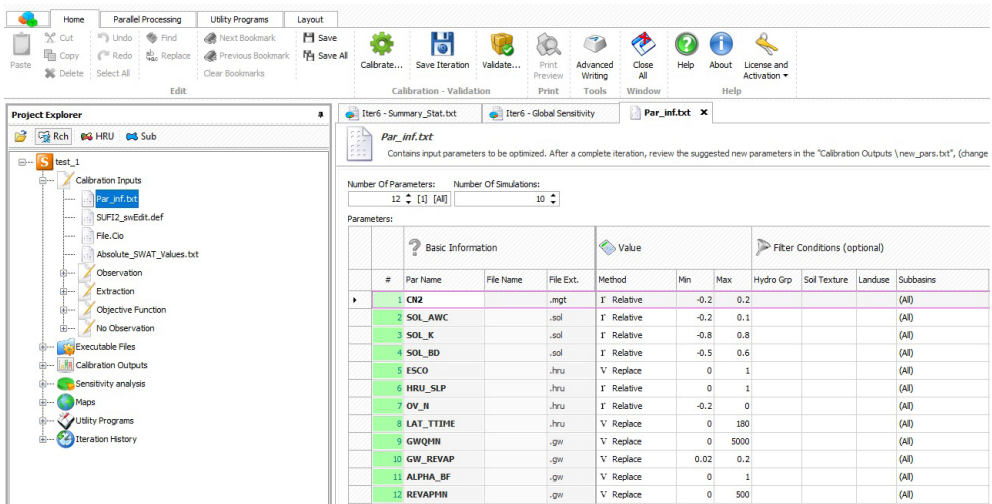 Home Parallel Processing Utility Programs Layout
Cut Undo Find Next Bookmark Save
Copy Redo Replace Previous Bookmark Save All
Paste Delete Select All Clear Bookmarks
Calibrate... Save Iteration Validate... Print Preview Advanced Writing Close All Help About License and Activation
Edit Calibration - Validation Print Tools Window Help
Project Explorer
Rch HRU Sub
test_1
Calibration Inputs
Par_inf.txt
SUFI2_swEdit.def
File.Cio
Absolute_SWAT_Values.txt
Observation
Extraction
Objective Function
No Observation
Executable Files
Calibration Outputs
Sensitivity analysis
Maps
Utility Programs
Iteration History
Iter6 - Summary_Stat.txt Iter6 - Global Sensitivity Par_inf.txt X
Par_inf.txt
Contains input parameters to be optimized. After a complete iteration, review the suggested new parameters in the "Calibration Outputs \new_pars.txt", (change
Number Of Parameters: Number Of Simulations:
12 [1] [All] 10
Parameters:
? Basic Information Value Filter Conditions (optional)
# Par Name File Name File Ext. Method Min Max Hydro Grp Soil Texture Landuse Subbasins
1 CN2 .mgt r Relative -0.2 0.2 (All)
2 SOL_AWC .sol r Relative -0.2 0.1 (All)
3 SOL_K .sol r Relative -0.8 0.8 (All)
4 SOL_BD .sol r Relative -0.5 0.6 (All)
5 ESCO .hru V Replace 0 1 (All)
6 HRU_SLP .hru r Relative 0 1 (All)
7 OV_N .hru r Relative -0.2 0 (All)
8 LAT_TTIME .hru V Replace 0 180 (All)
9 GWQMN .gw V Replace 0 5000 (All)
10 GW_REVAP .gw V Replace 0.02 0.2 (All)
11 ALPHA_BF .gw V Replace 0 1 (All)
12 REVAPMN .gw V Replace 0 500 (All)